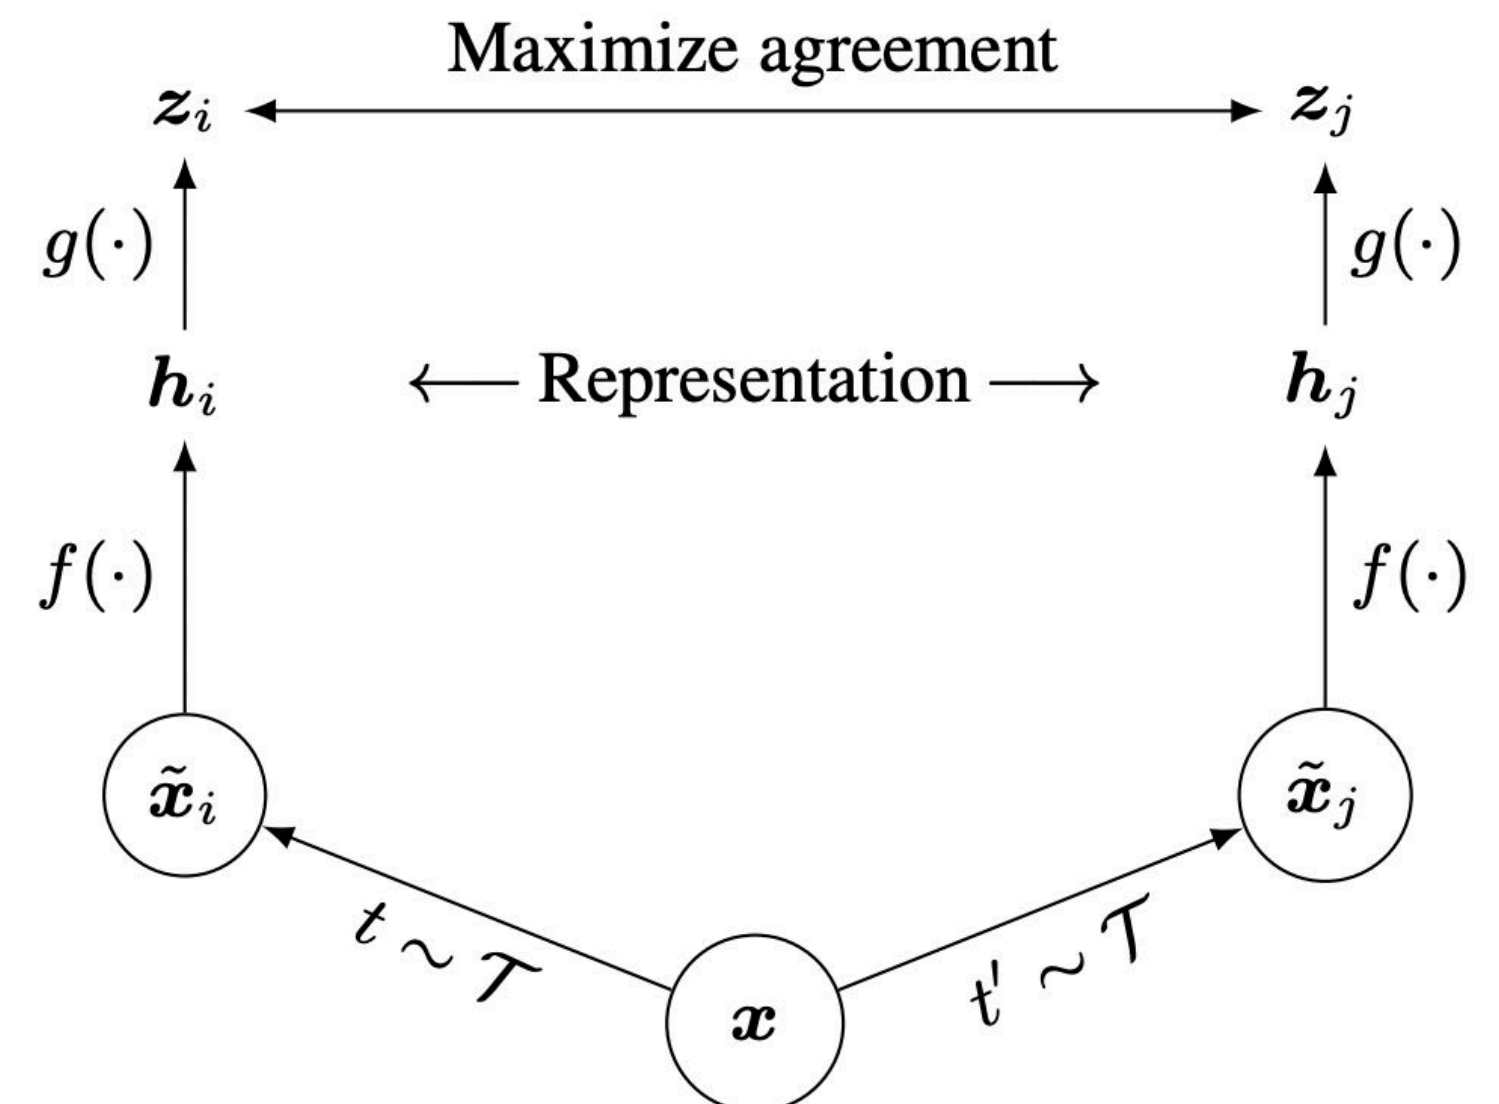 Maximize agreement
z_i z_j
g(·) g(·)
h_i ← Representation → h_j
f(·) f(·)
x̃_i x̃_j
t ∼ 𝒯 t′ ∼ 𝒯
x